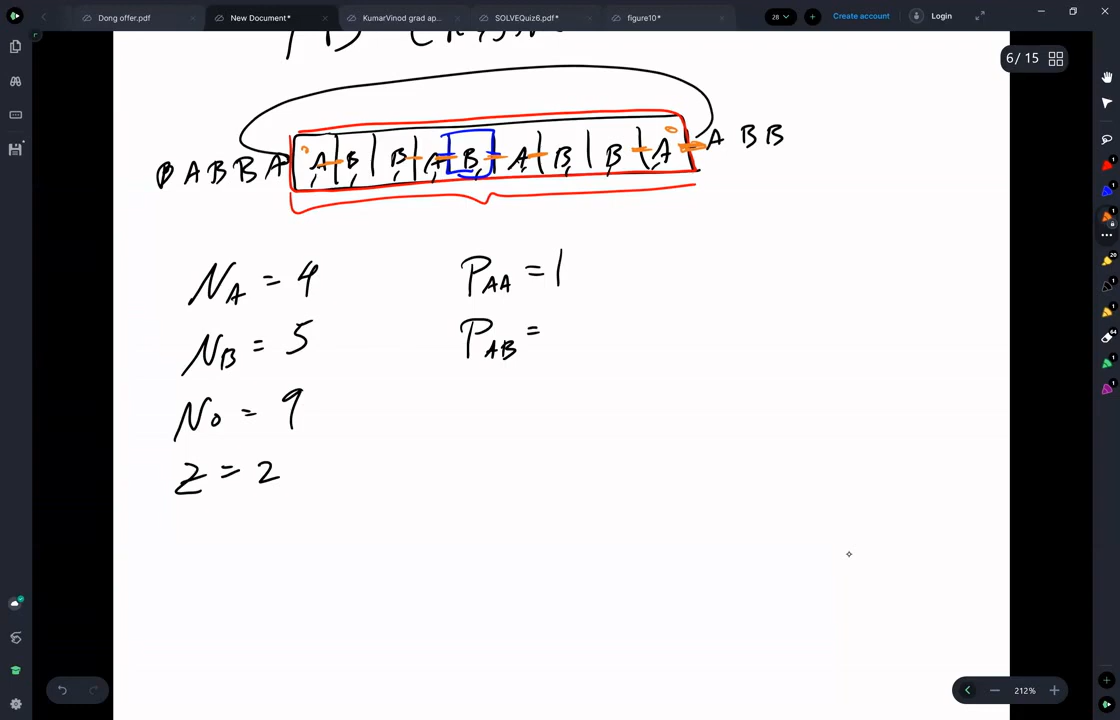 Dong offer.pdf
New Document*
KumarVinod grad ap...
SOLVEQuiz6.pdf*
figure10*
28
Create account
Login
6 / 15
A B B A A B B A B A B B A A B B
N_A = 4
P_AA = 1
N_B = 5
P_AB =
N_0 = 9
Z = 2
212%